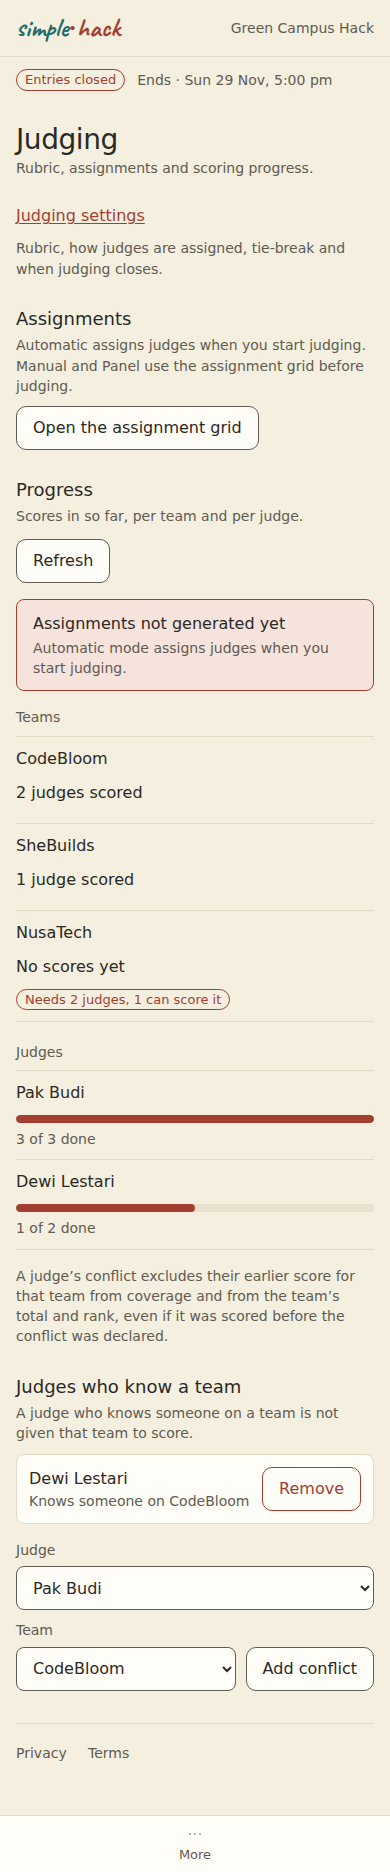 simple·hack
Green Campus Hack
Entries closed
Ends · Sun 29 Nov, 5:00 pm
Judging
Rubric, assignments and scoring progress.
Judging settings
Rubric, how judges are assigned, tie-break and
when judging closes.
Assignments
Automatic assigns judges when you start judging.
Manual and Panel use the assignment grid before
judging.
Open the assignment grid
Progress
Scores in so far, per team and per judge.
Refresh
Assignments not generated yet
Automatic mode assigns judges when you
start judging.
Teams
CodeBloom
2 judges scored
SheBuilds
1 judge scored
NusaTech
No scores yet
Needs 2 judges, 1 can score it
Judges
Pak Budi
3 of 3 done
Dewi Lestari
1 of 2 done
A judge’s conflict excludes their earlier score for
that team from coverage and from the team’s
total and rank, even if it was scored before the
conflict was declared.
Judges who know a team
A judge who knows someone on a team is not
given that team to score.
Dewi Lestari
Knows someone on CodeBloom
Remove
Judge
Pak Budi
Team
CodeBloom
Add conflict
Privacy
Terms
...
More